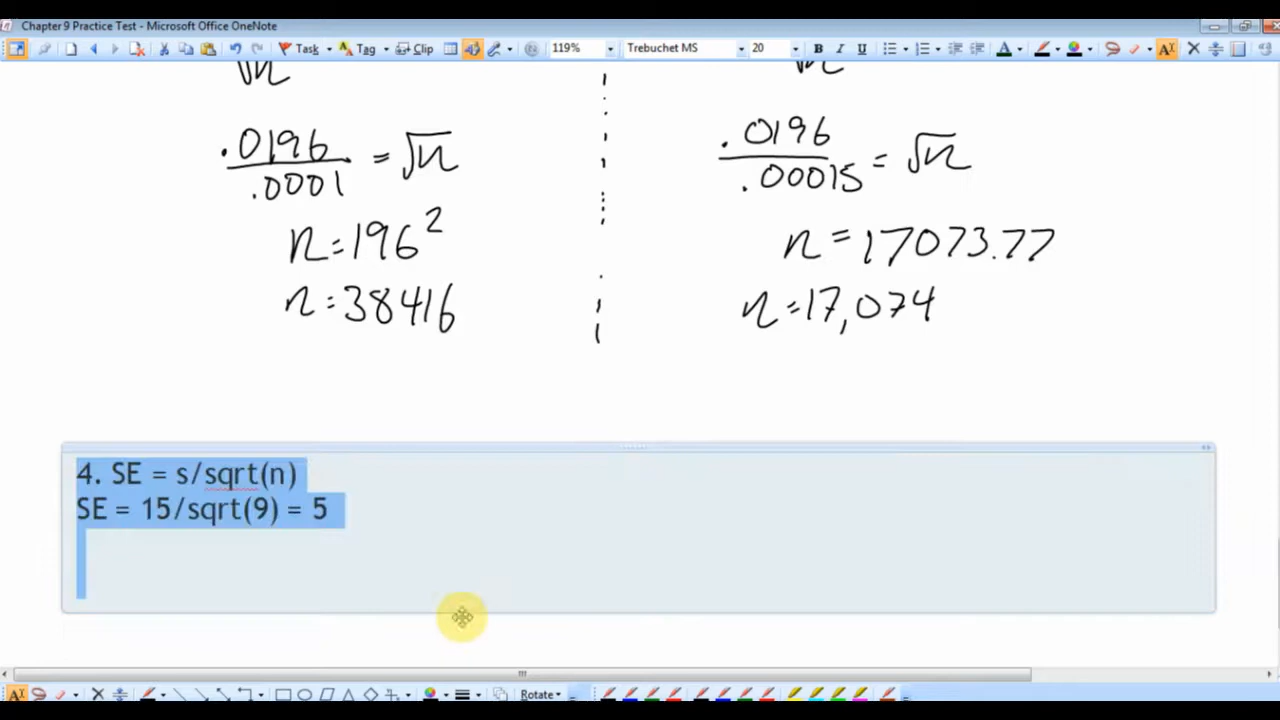 Chapter 9 Practice Test - Microsoft Office OneNote
Task Tag Clip 119% Trebuchet MS 20 B I U A
√n
.0196/.0001 = √n
n=196²
n=38416
.0196/.00015 = √n
n=17073.77
n=17,074
4. SE = s/sqrt(n)
SE = 15/sqrt(9) = 5
Rotate